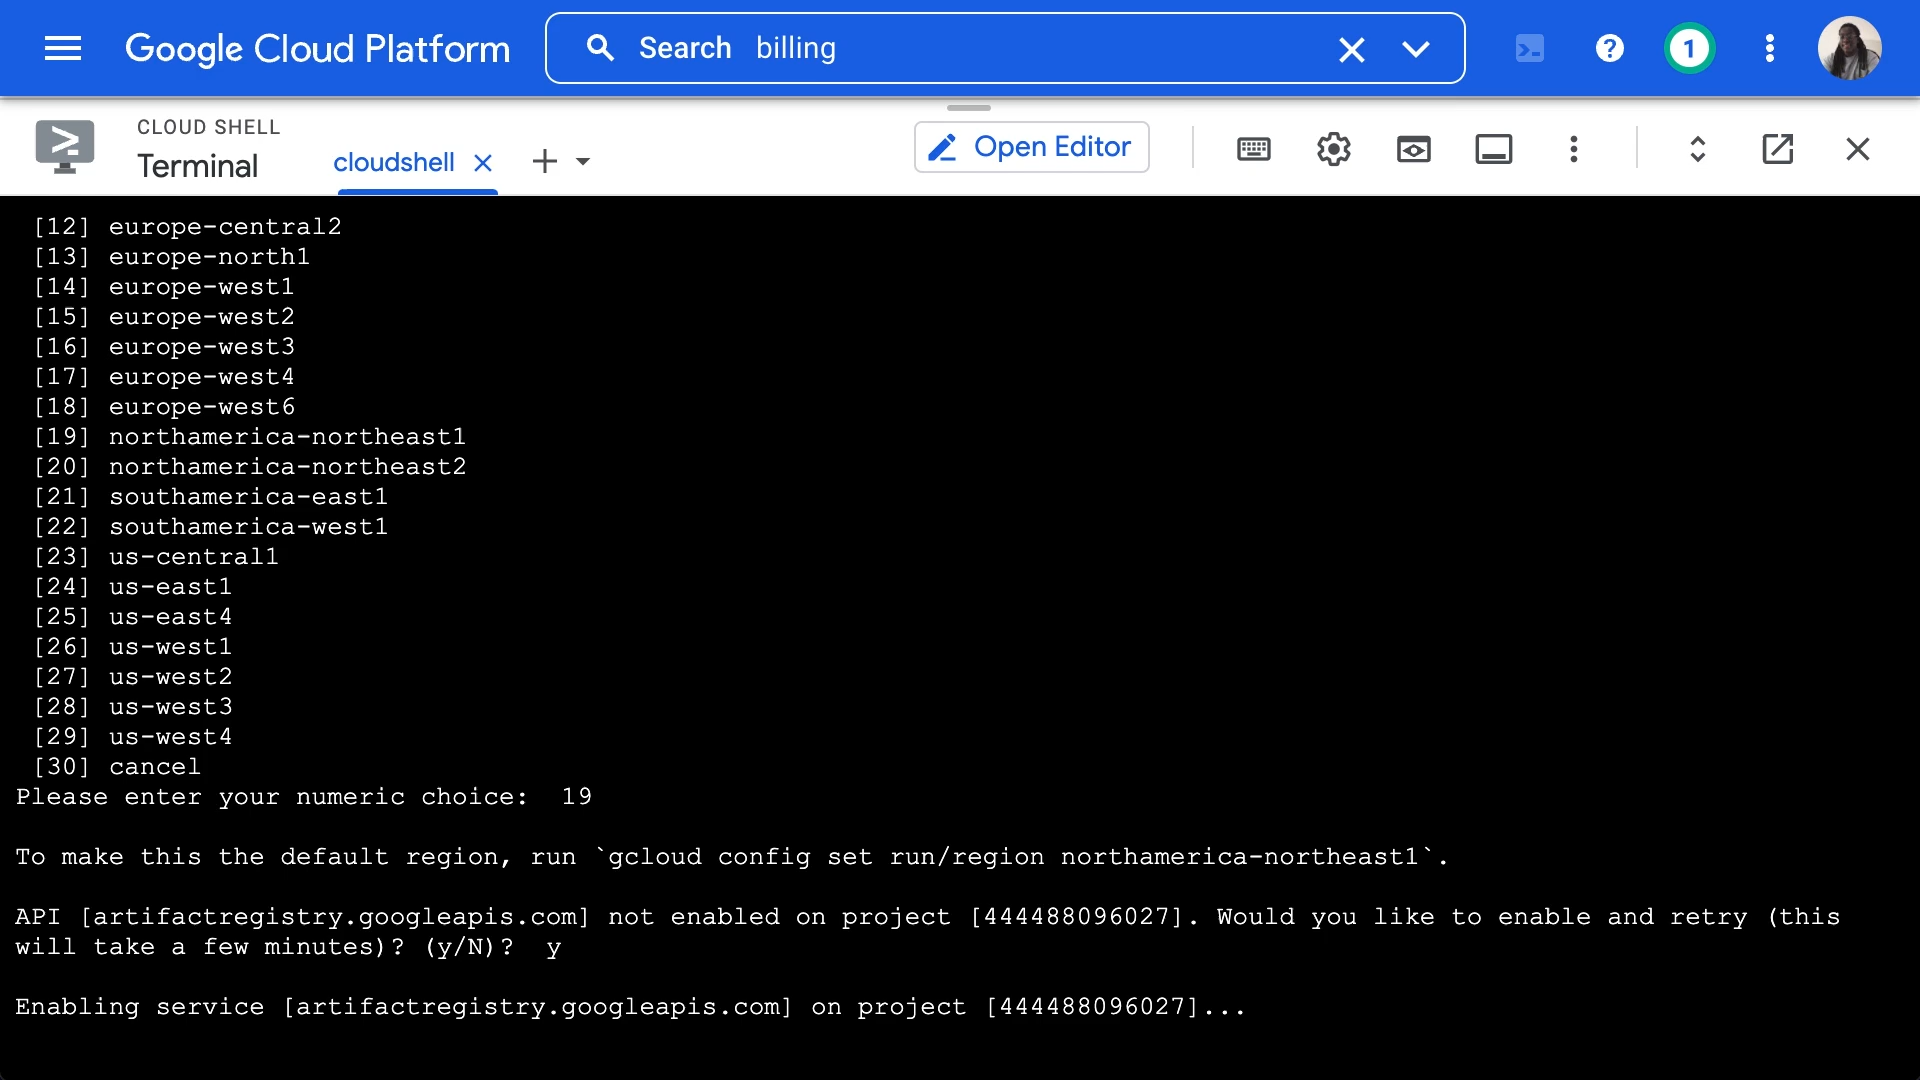 Google Cloud Platform
Search billing
1
CLOUD SHELL
Terminal
cloudshell
Open Editor
[12] europe-central2
[13] europe-north1
[14] europe-west1
[15] europe-west2
[16] europe-west3
[17] europe-west4
[18] europe-west6
[19] northamerica-northeast1
[20] northamerica-northeast2
[21] southamerica-east1
[22] southamerica-west1
[23] us-central1
[24] us-east1
[25] us-east4
[26] us-west1
[27] us-west2
[28] us-west3
[29] us-west4
[30] cancel
Please enter your numeric choice:  19
To make this the default region, run `gcloud config set run/region northamerica-northeast1`.
API [artifactregistry.googleapis.com] not enabled on project [444488096027]. Would you like to enable and retry (this
will take a few minutes)? (y/N)?  y
Enabling service [artifactregistry.googleapis.com] on project [444488096027]...